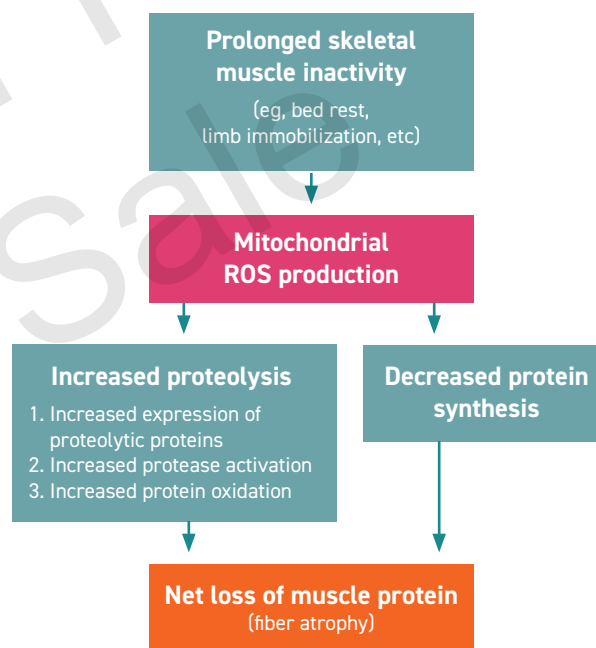 Prolonged skeletal
muscle inactivity
(eg, bed rest,
limb immobilization, etc)
Mitochondrial
ROS production
Increased proteolysis
1. Increased expression of
proteolytic proteins
2. Increased protease activation
3. Increased protein oxidation
Decreased protein
synthesis
Net loss of muscle protein
(fiber atrophy)
Sale